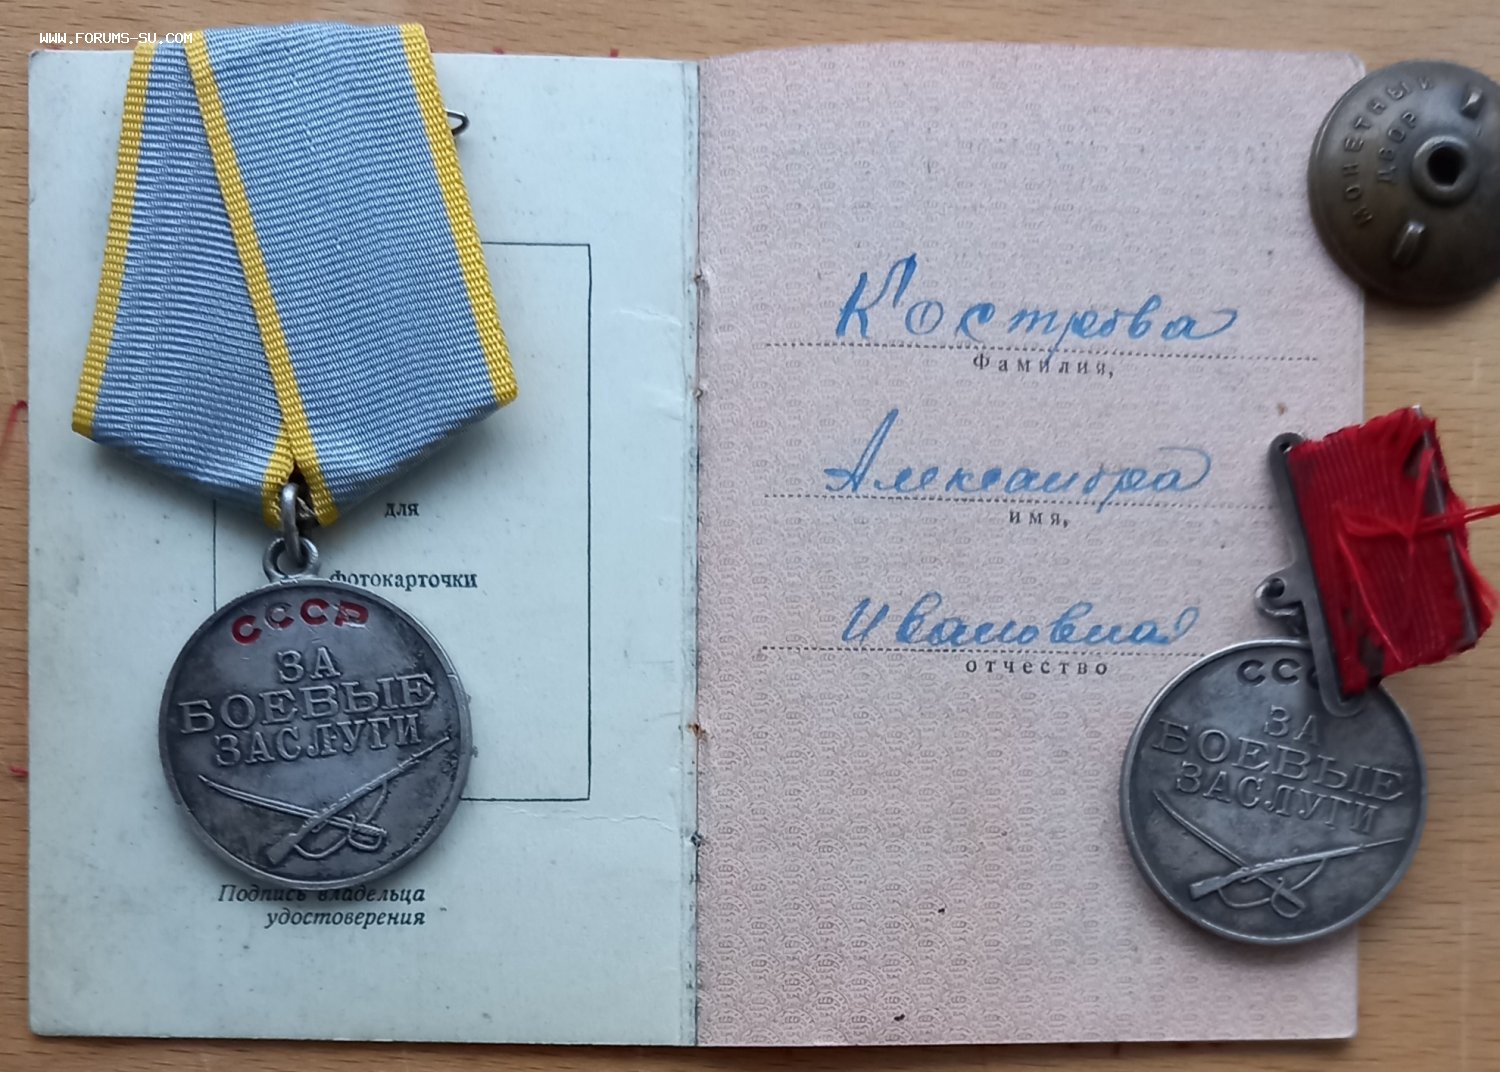 WWW.FORUMS-SU.COM
МОНЕТНЫЙ
ДВОР
Кострова
Фамилия,
Александра
имя,
Ивановна
отчество
для
фотокарточки
СССР
ЗА
БОЕВЫЕ
ЗАСЛУГИ
Подпись владельца
удостоверения
ЗА
БОЕВЫЕ
ЗАСЛУГИ